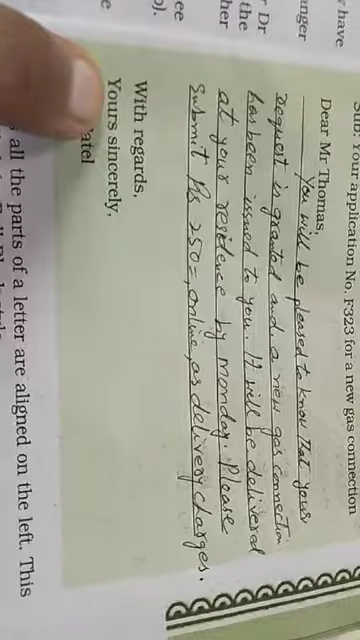 have
anger
Dr
the
her
ee
o).
e
Sub: Your application No. F323 for a new gas connection
Dear Mr Thomas,
You will be pleased to know that your
request is granted and a new gas connection
has been issued to you. It will be delivered
at your residence by monday. Please
submit Rs 250=, online, as delivery charges.
With regards,
Yours sincerely,
Patel
all the parts of a letter are aligned on the left. This